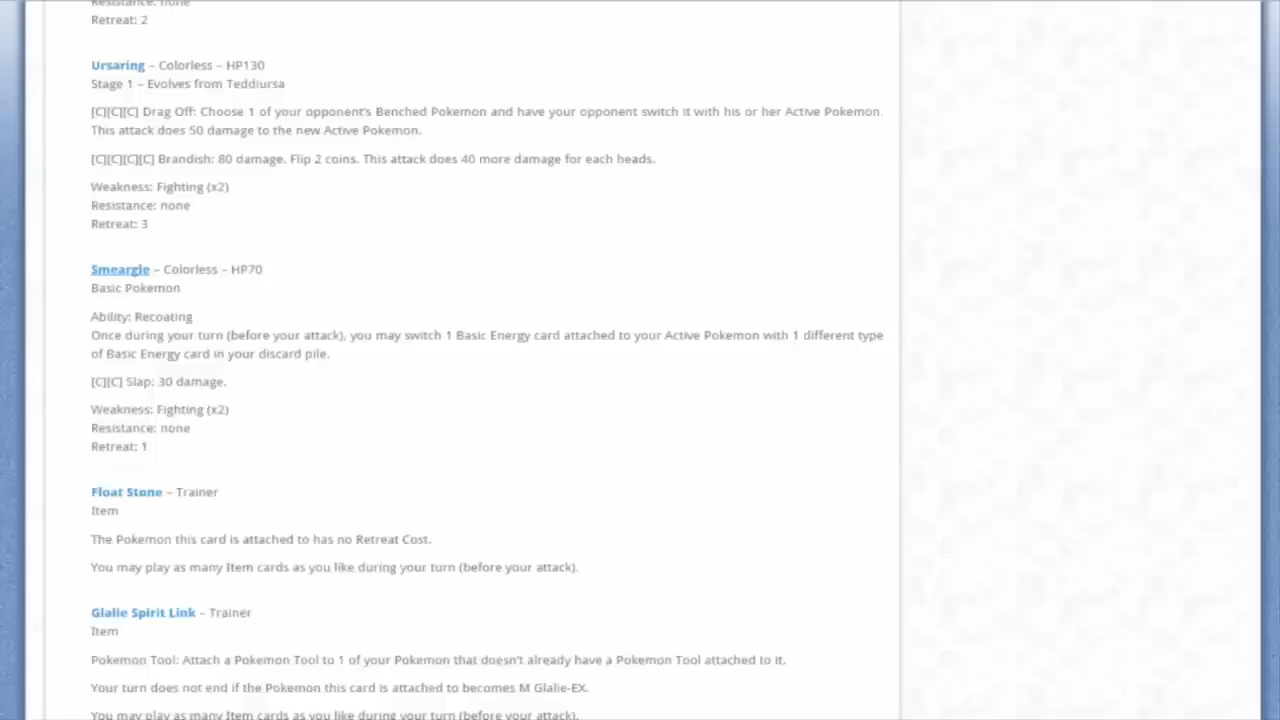 Resistance: none
Retreat: 2
Ursaring – Colorless – HP130
Stage 1 – Evolves from Teddiursa
[C][C][C] Drag Off: Choose 1 of your opponent's Benched Pokemon and have your opponent switch it with his or her Active Pokemon.
This attack does 50 damage to the new Active Pokemon.
[C][C][C][C] Brandish: 80 damage. Flip 2 coins. This attack does 40 more damage for each heads.
Weakness: Fighting (x2)
Resistance: none
Retreat: 3
Smeargle – Colorless – HP70
Basic Pokemon
Ability: Recoating
Once during your turn (before your attack), you may switch 1 Basic Energy card attached to your Active Pokemon with 1 different type
of Basic Energy card in your discard pile.
[C][C] Slap: 30 damage.
Weakness: Fighting (x2)
Resistance: none
Retreat: 1
Float Stone – Trainer
Item
The Pokemon this card is attached to has no Retreat Cost.
You may play as many Item cards as you like during your turn (before your attack).
Glalie Spirit Link – Trainer
Item
Pokemon Tool: Attach a Pokemon Tool to 1 of your Pokemon that doesn't already have a Pokemon Tool attached to it.
Your turn does not end if the Pokemon this card is attached to becomes M Glalie-EX.
You may play as many Item cards as you like during your turn (before your attack).